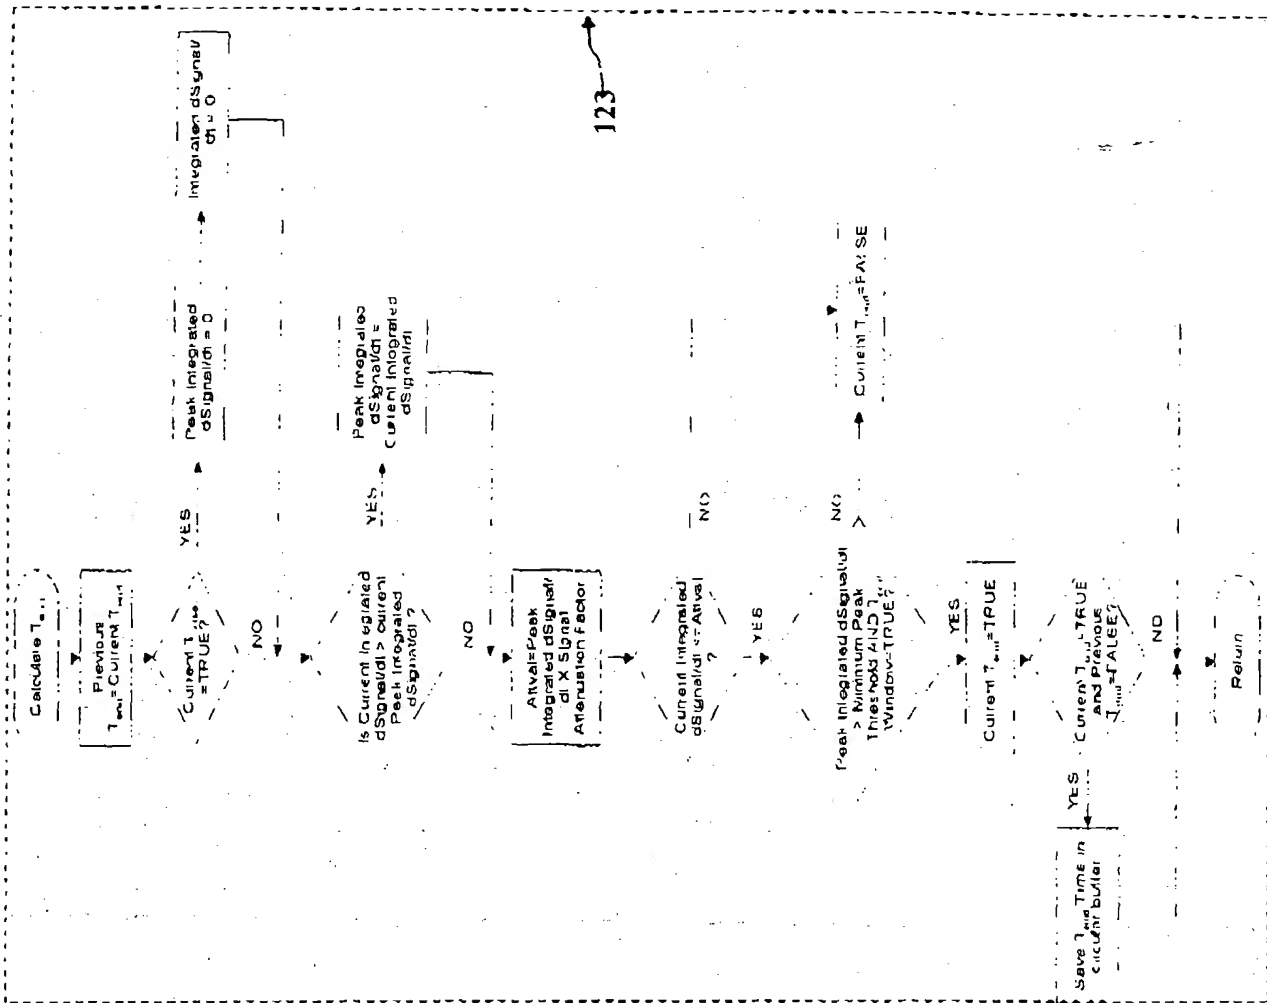 Calculate T
Previous
=Current
Current
=TRUE?
YES
Peak Integrated
dSignal/dt = 0
Integrated dSignal/
dt = 0
NO
Is Current Integrated
dSignal/dt > current
Peak Integrated
dSignal/dt ?
YES
Peak Integrated
dSignal/dt =
Current Integrated
dSignal/dt
NO
Atval=Peak
Integrated dSignal/
dt X Signal
Attenuation Factor
Current Integrated
dSignal/dt <= Atval
?
NO
YES
Peak Integrated dSignal/dt
> Minimum Peak
Threshold AND
Window=TRUE?
NO
Current =FALSE
YES
Current =TRUE
Current =TRUE
and Previous
=FALSE?
YES
Save Time in
circular buffer
NO
Return
123